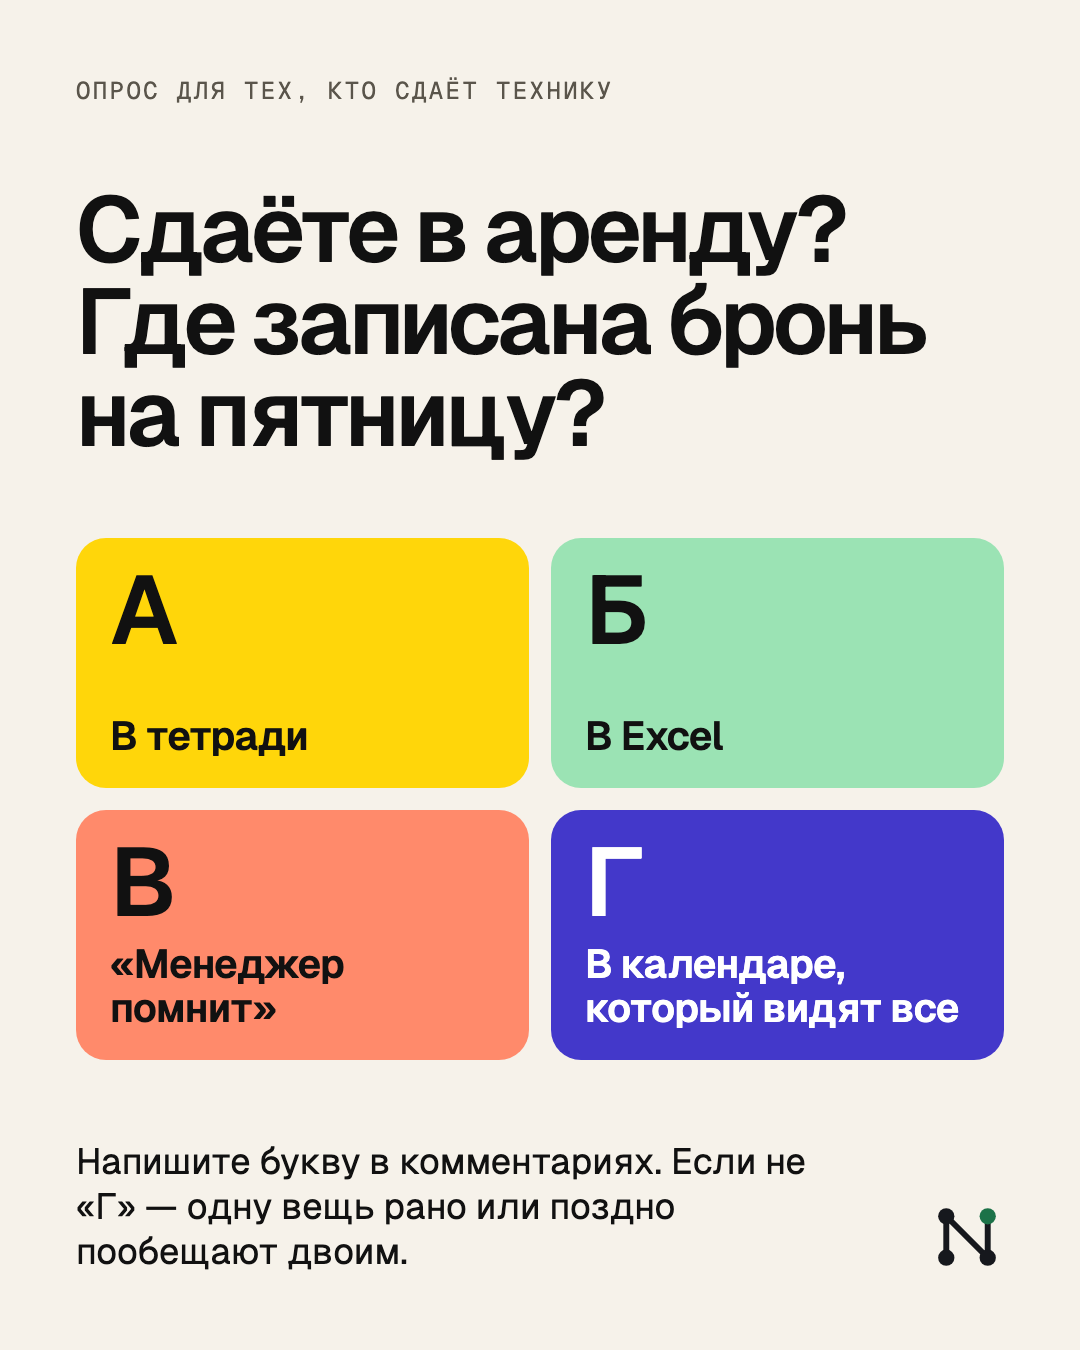 ОПРОС ДЛЯ ТЕХ, КТО СДАЁТ ТЕХНИКУ
Сдаёте в аренду?
Где записана бронь
на пятницу?
А
В тетради
Б
В Excel
В
«Менеджер
помнит»
Г
В календаре,
который видят все
Напишите букву в комментариях. Если не
«Г» — одну вещь рано или поздно
пообещают двоим.
N